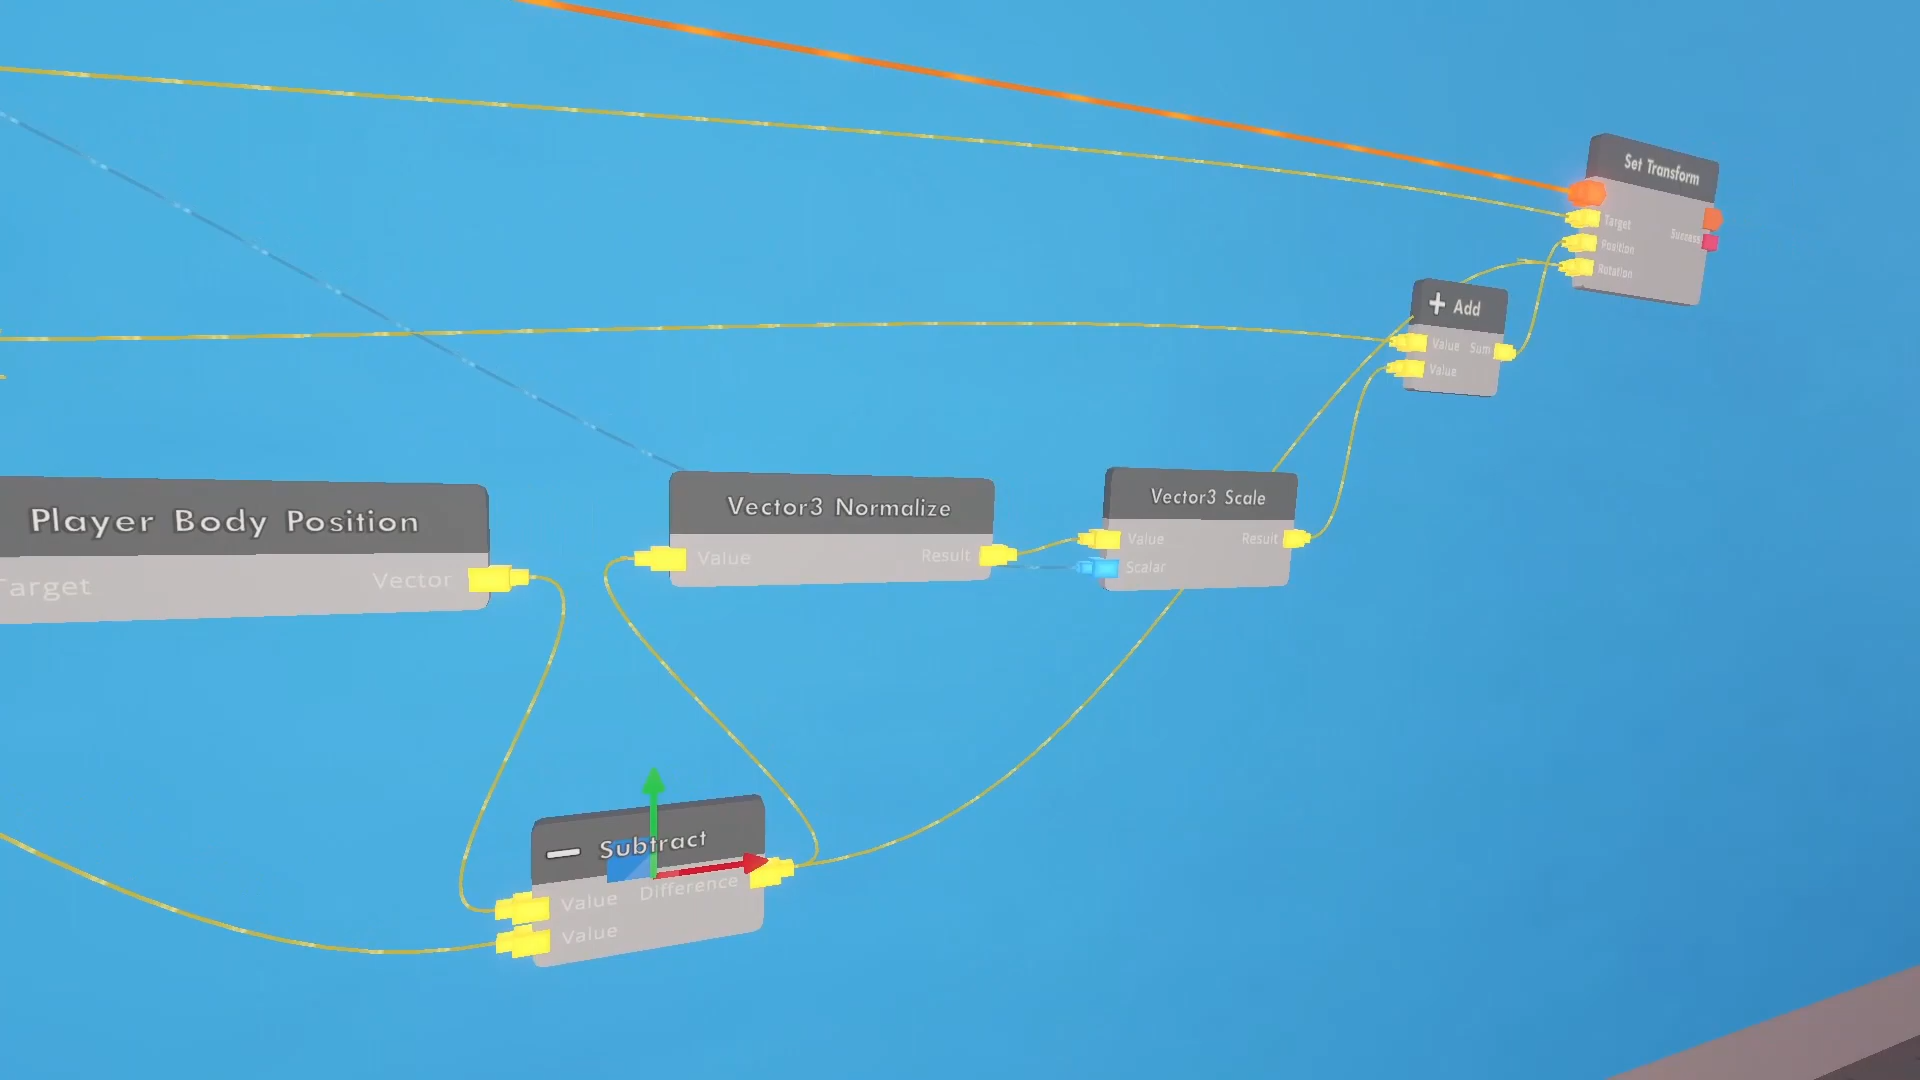 Set Transform
Target
Position
Rotation
Success
+ Add
Value Sum
Value
Player Body Position
Target Vector
Vector3 Normalize
Value Result
Vector3 Scale
Value Result
Scalar
— Subtract
Value Difference
Value